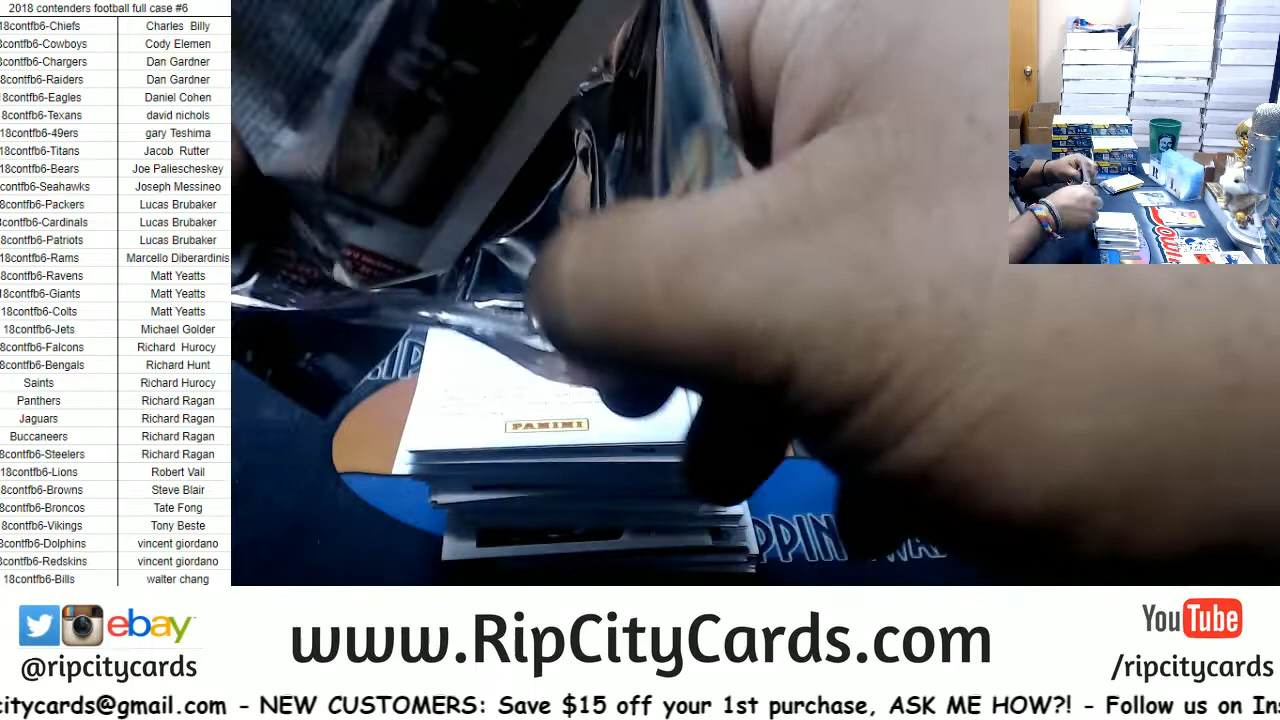 2018 contenders football full case #6
18contfb6-Chiefs Charles Billy
8contfb6-Cowboys Cody Elemen
8contfb6-Chargers Dan Gardner
8contfb6-Raiders Dan Gardner
18contfb6-Eagles Daniel Cohen
8contfb6-Texans david nichols
18contfb6-49ers gary Teshima
18contfb6-Titans Jacob Rutter
18contfb6-Bears Joe Paliescheskey
contfb6-Seahawks Joseph Messineo
8contfb6-Packers Lucas Brubaker
8contfb6-Cardinals Lucas Brubaker
8contfb6-Patriots Lucas Brubaker
18contfb6-Rams Marcello Diberardinis
18contfb6-Ravens Matt Yeatts
18contfb6-Giants Matt Yeatts
18contfb6-Colts Matt Yeatts
18contfb6-Jets Michael Golder
8contfb6-Falcons Richard Hurocy
8contfb6-Bengals Richard Hunt
Saints Richard Hurocy
Panthers Richard Ragan
Jaguars Richard Ragan
Buccaneers Richard Ragan
8contfb6-Steelers Richard Ragan
18contfb6-Lions Robert Vail
8contfb6-Browns Steve Blair
8contfb6-Broncos Tate Fong
8contfb6-Vikings Tony Beste
8contfb6-Dolphins vincent giordano
8contfb6-Redskins vincent giordano
18contfb6-Bills walter chang
PANINI
PPIN WA
ebay
@ripcitycards
www.RipCityCards.com
YouTube
/ripcitycards
citycards@gmail.com - NEW CUSTOMERS: Save $15 off your 1st purchase, ASK ME HOW?! - Follow us on Ins